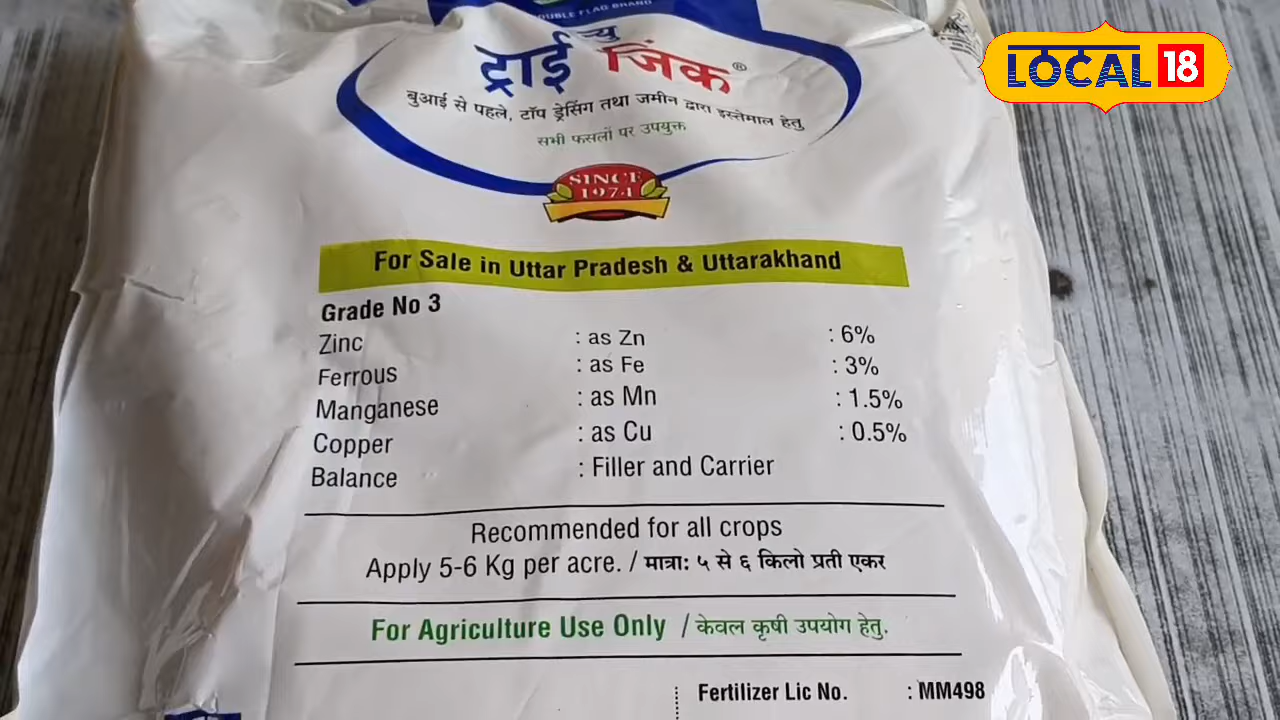 DOUBLE FLAG BRAND
न्यु
ट्राई जिंक®
बुआई से पहले, टॉप ड्रेसिंग तथा जमीन द्वारा इस्तेमाल हेतु
सभी फसलों पर उपयुक्त
SINCE
1974
LOCAL 18
For Sale in Uttar Pradesh & Uttarakhand
Grade No 3
Zinc : as Zn : 6%
Ferrous : as Fe : 3%
Manganese : as Mn : 1.5%
Copper : as Cu : 0.5%
Balance : Filler and Carrier
Recommended for all crops
Apply 5-6 Kg per acre. / मात्रा: ५ से ६ किलो प्रती एकर
For Agriculture Use Only / केवल कृषी उपयोग हेतु.
Fertilizer Lic No. : MM498